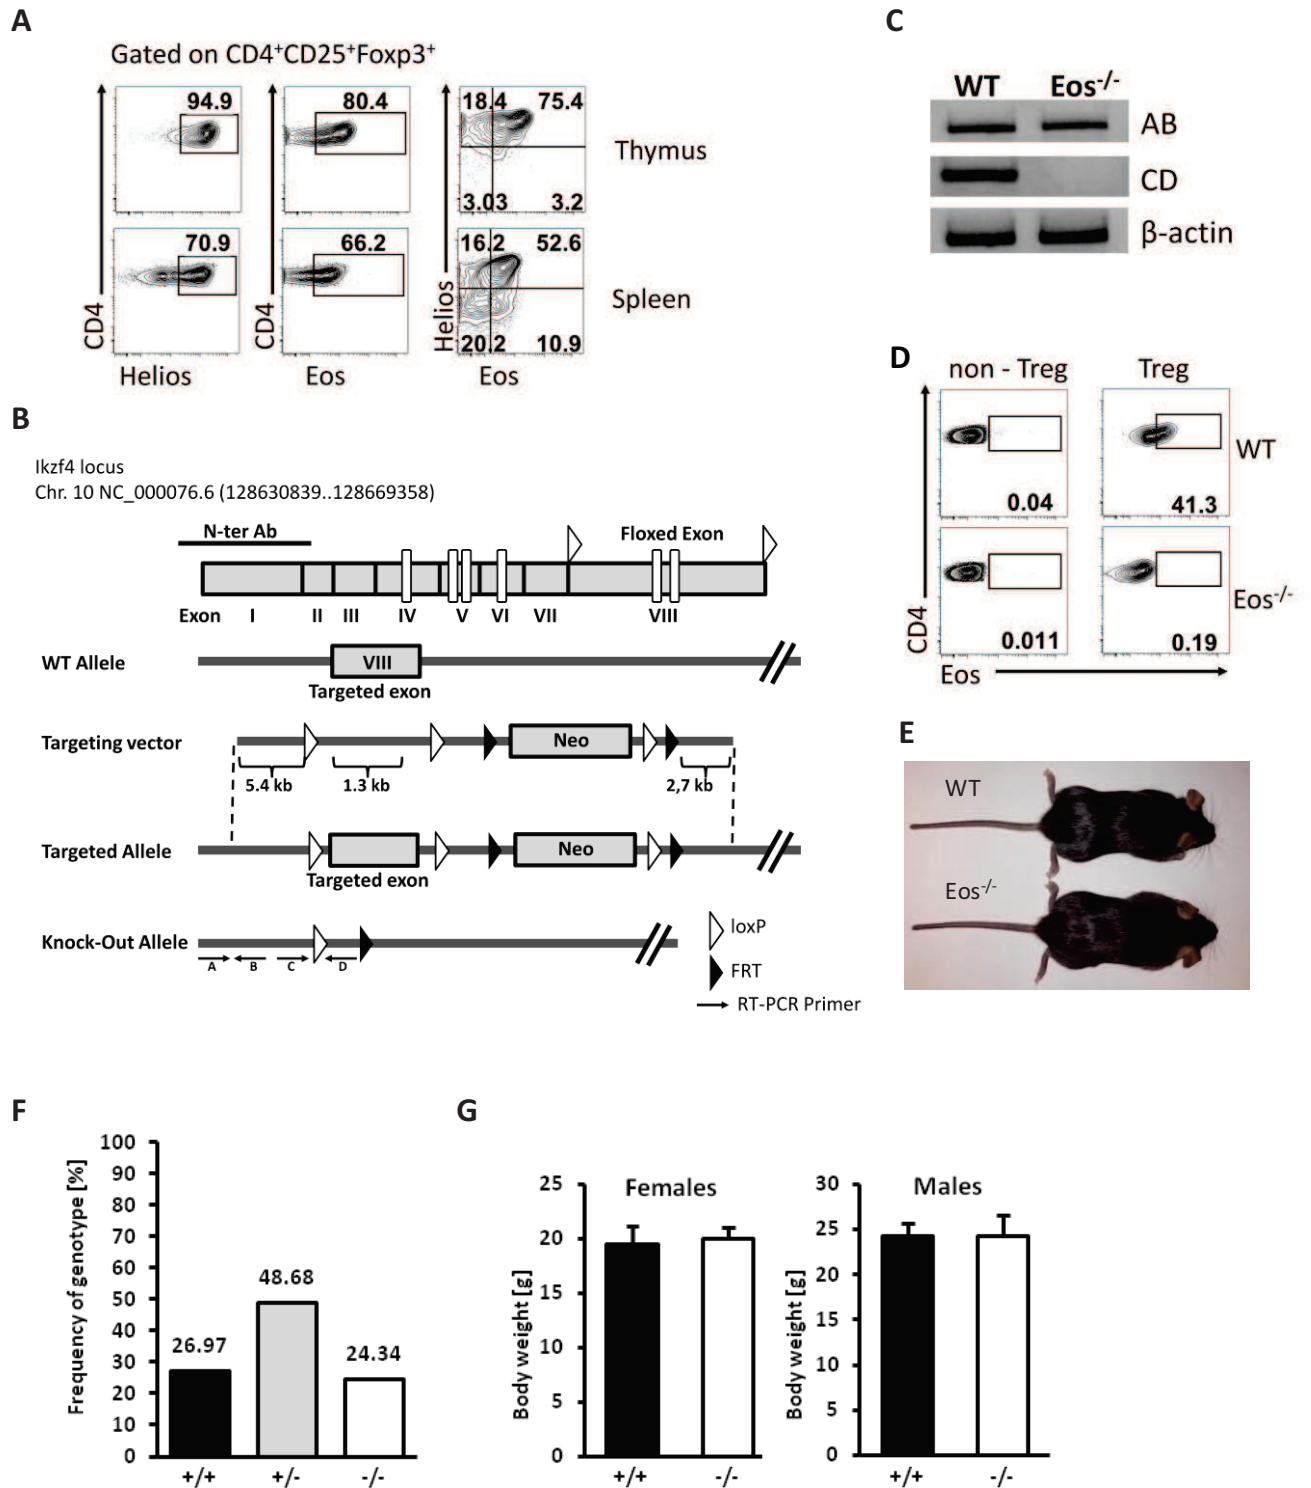 A
Gated on CD4+CD25+Foxp3+
94.9
80.4
18.4 75.4
3.03 3.2
Thymus
70.9
66.2
16.2 52.6
20.2 10.9
Spleen
CD4
CD4
Helios
Helios
Eos
Eos
B
Ikzf4 locus
Chr. 10 NC_000076.6 (128630839..128669358)
N-ter Ab
Floxed Exon
Exon I II III IV V VI VII VIII
WT Allele
VIII
Targeted exon
Targeting vector
Neo
5.4 kb
1.3 kb
2,7 kb
Targeted Allele
Neo
Targeted exon
Knock-Out Allele
A B C D
loxP
FRT
RT-PCR Primer
C
WT Eos-/-
AB
CD
β-actin
D
non - Treg Treg
0.04
41.3
WT
0.011
0.19
Eos-/-
CD4
Eos
E
WT
Eos-/-
F
Frequency of genotype [%]
100
90
80
70
60
50
40
30
20
10
0
26.97
48.68
24.34
+/+ +/- -/-
G
Females
Body weight [g]
25
20
15
10
5
0
+/+ -/-
Males
Body weight [g]
30
25
20
15
10
5
0
+/+ -/-